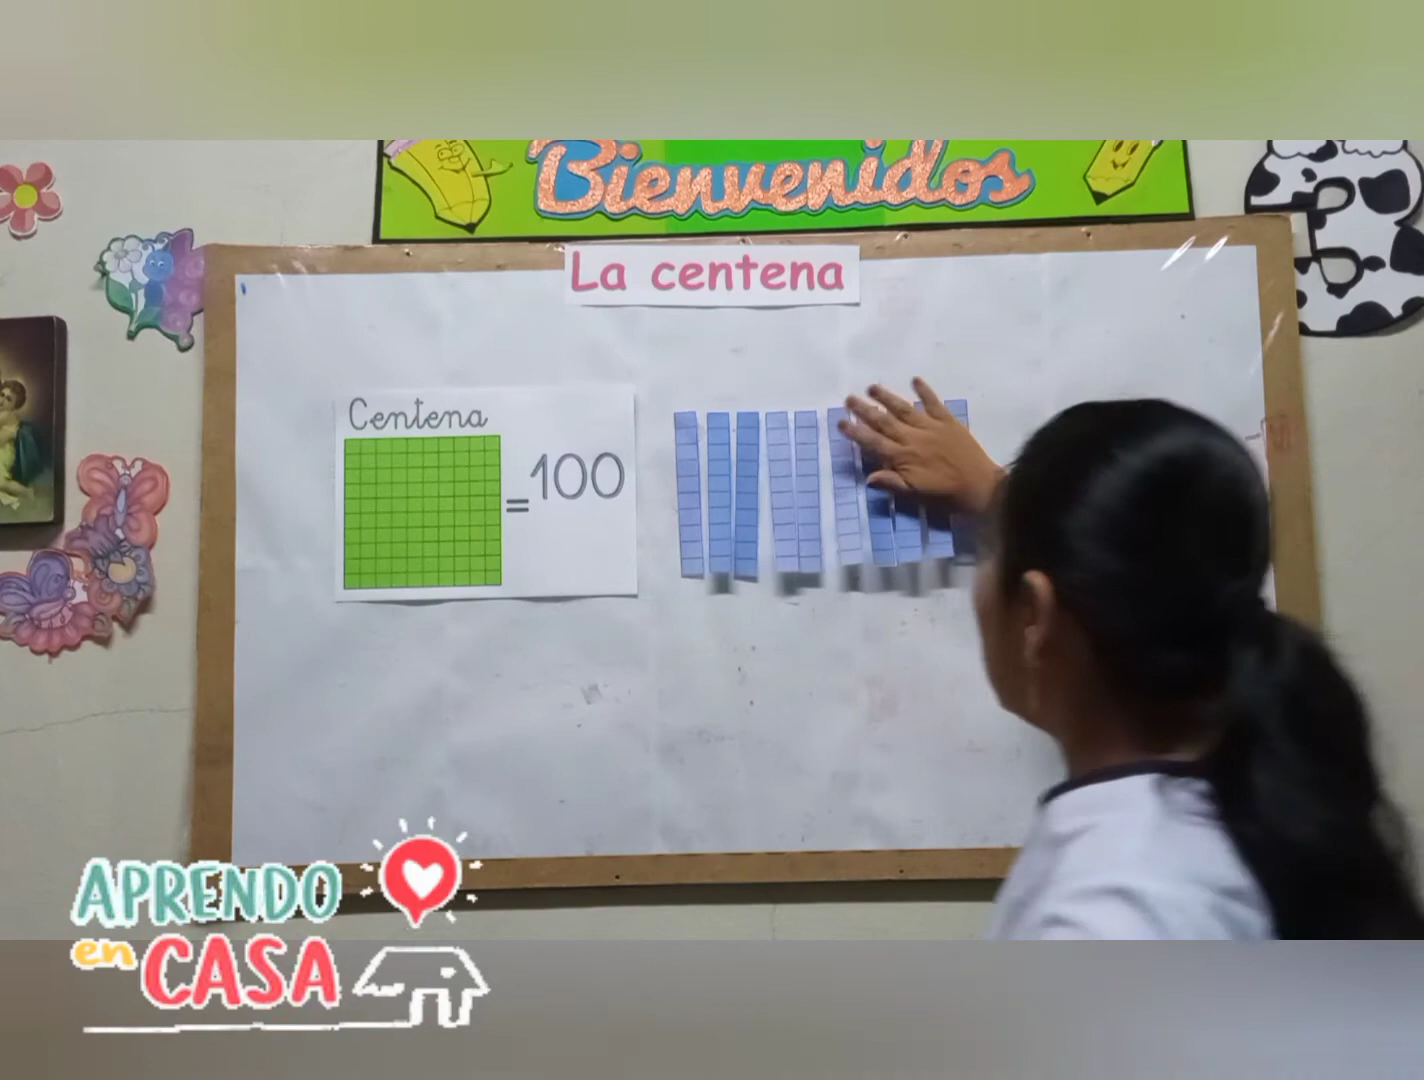 Bienvenidos
La centena
Centena
=100
APRENDO
en CASA